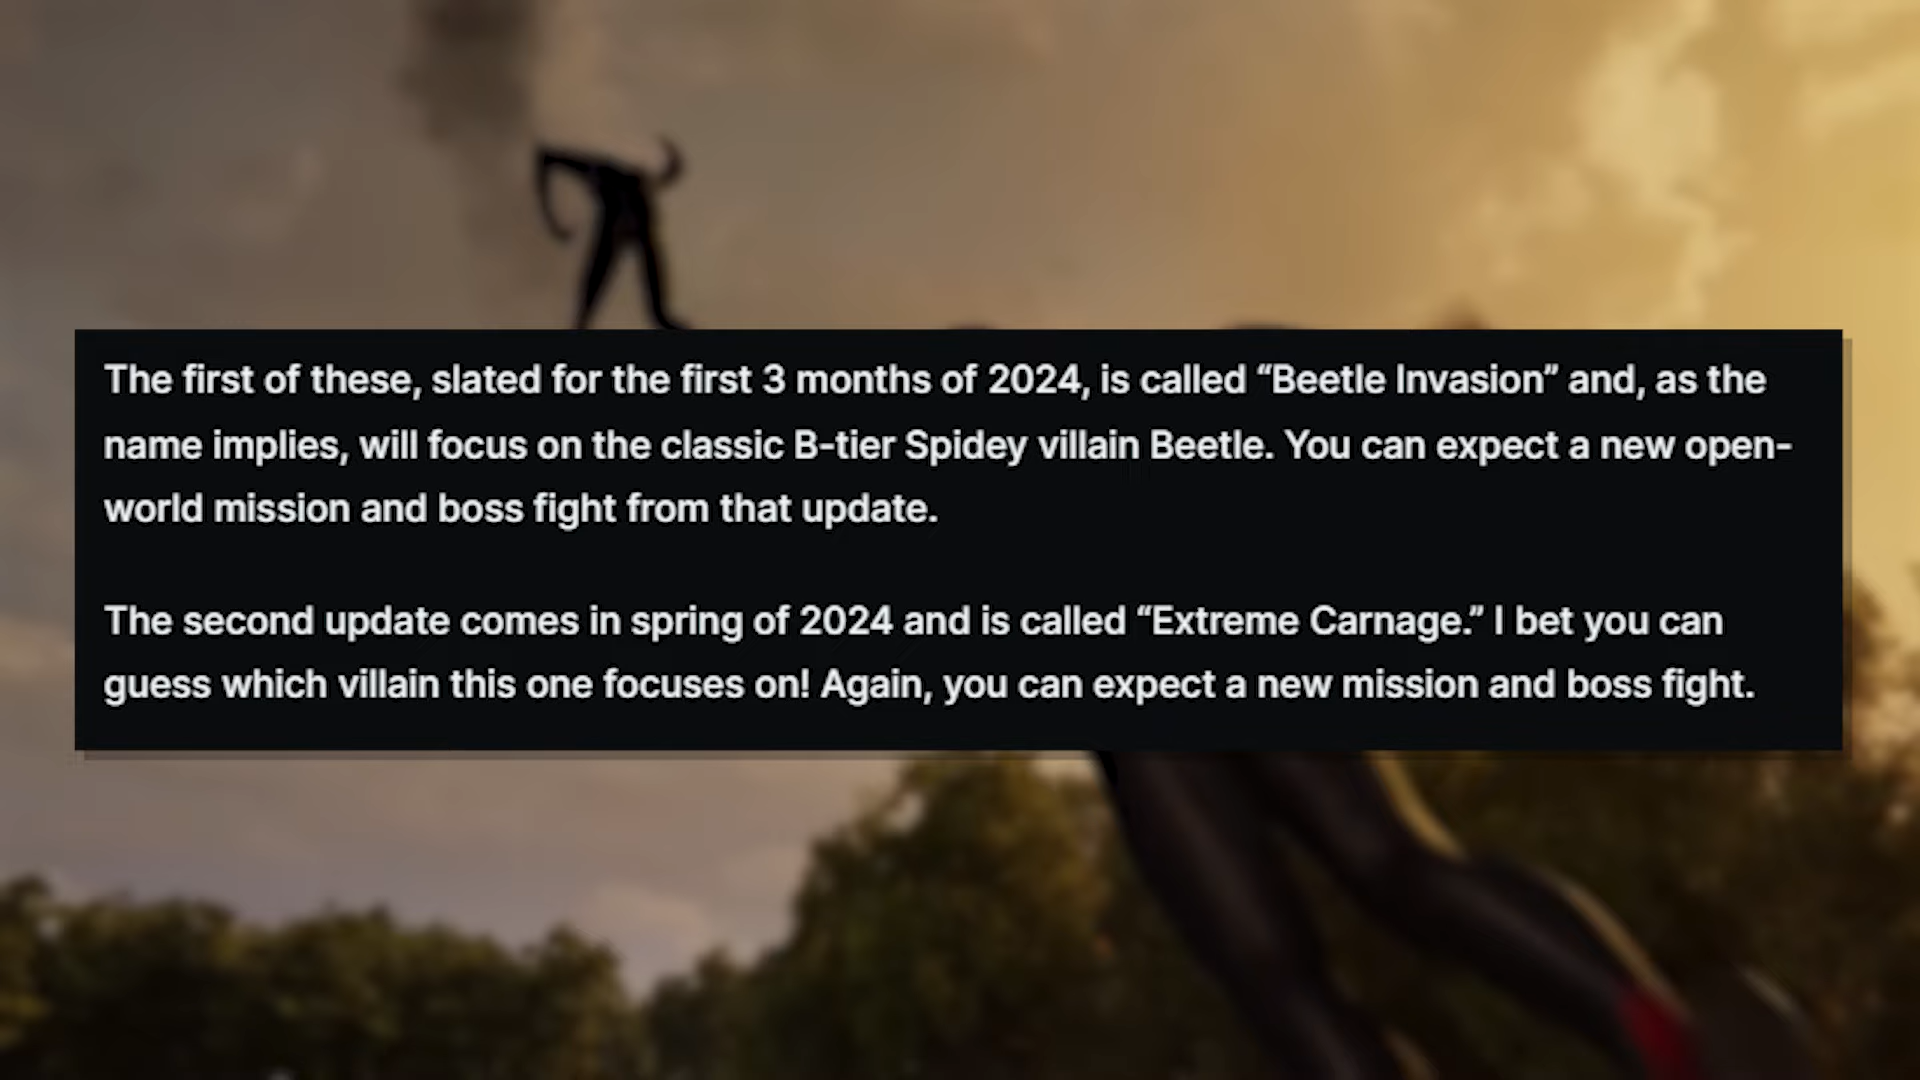 The first of these, slated for the first 3 months of 2024, is called “Beetle Invasion” and, as the
name implies, will focus on the classic B-tier Spidey villain Beetle. You can expect a new open-
world mission and boss fight from that update.
The second update comes in spring of 2024 and is called “Extreme Carnage.” I bet you can
guess which villain this one focuses on! Again, you can expect a new mission and boss fight.